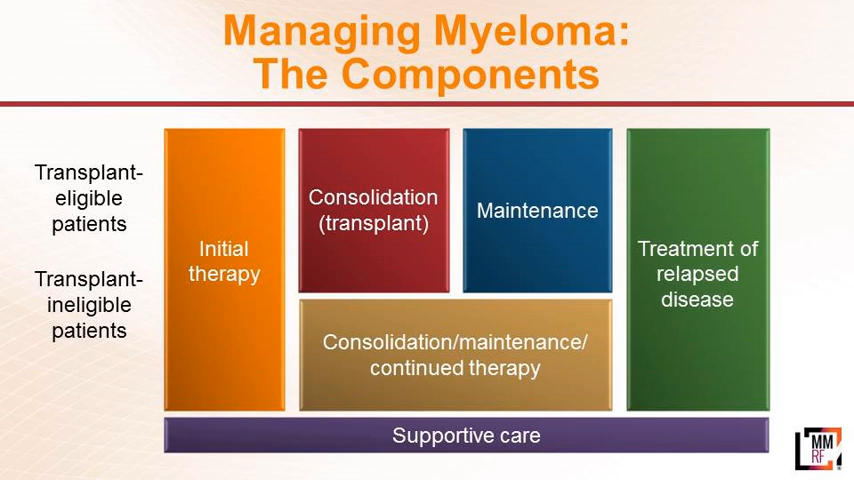 Managing Myeloma:
The Components
Transplant-
eligible
patients
Transplant-
ineligible
patients
Initial
therapy
Consolidation
(transplant)
Maintenance
Treatment of
relapsed
disease
Consolidation/maintenance/
continued therapy
Supportive care
MM
RF